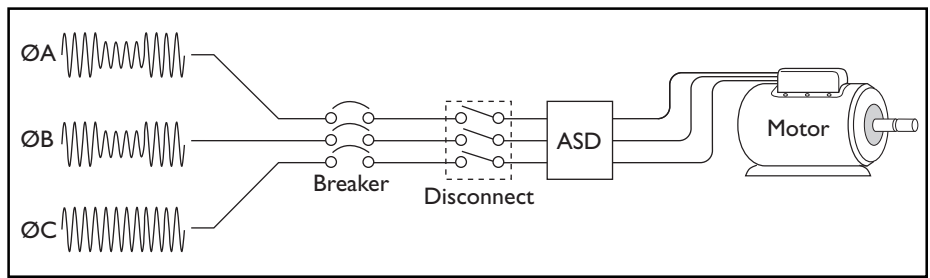 ØA
ØB
ØC
Breaker
Disconnect
ASD
Motor